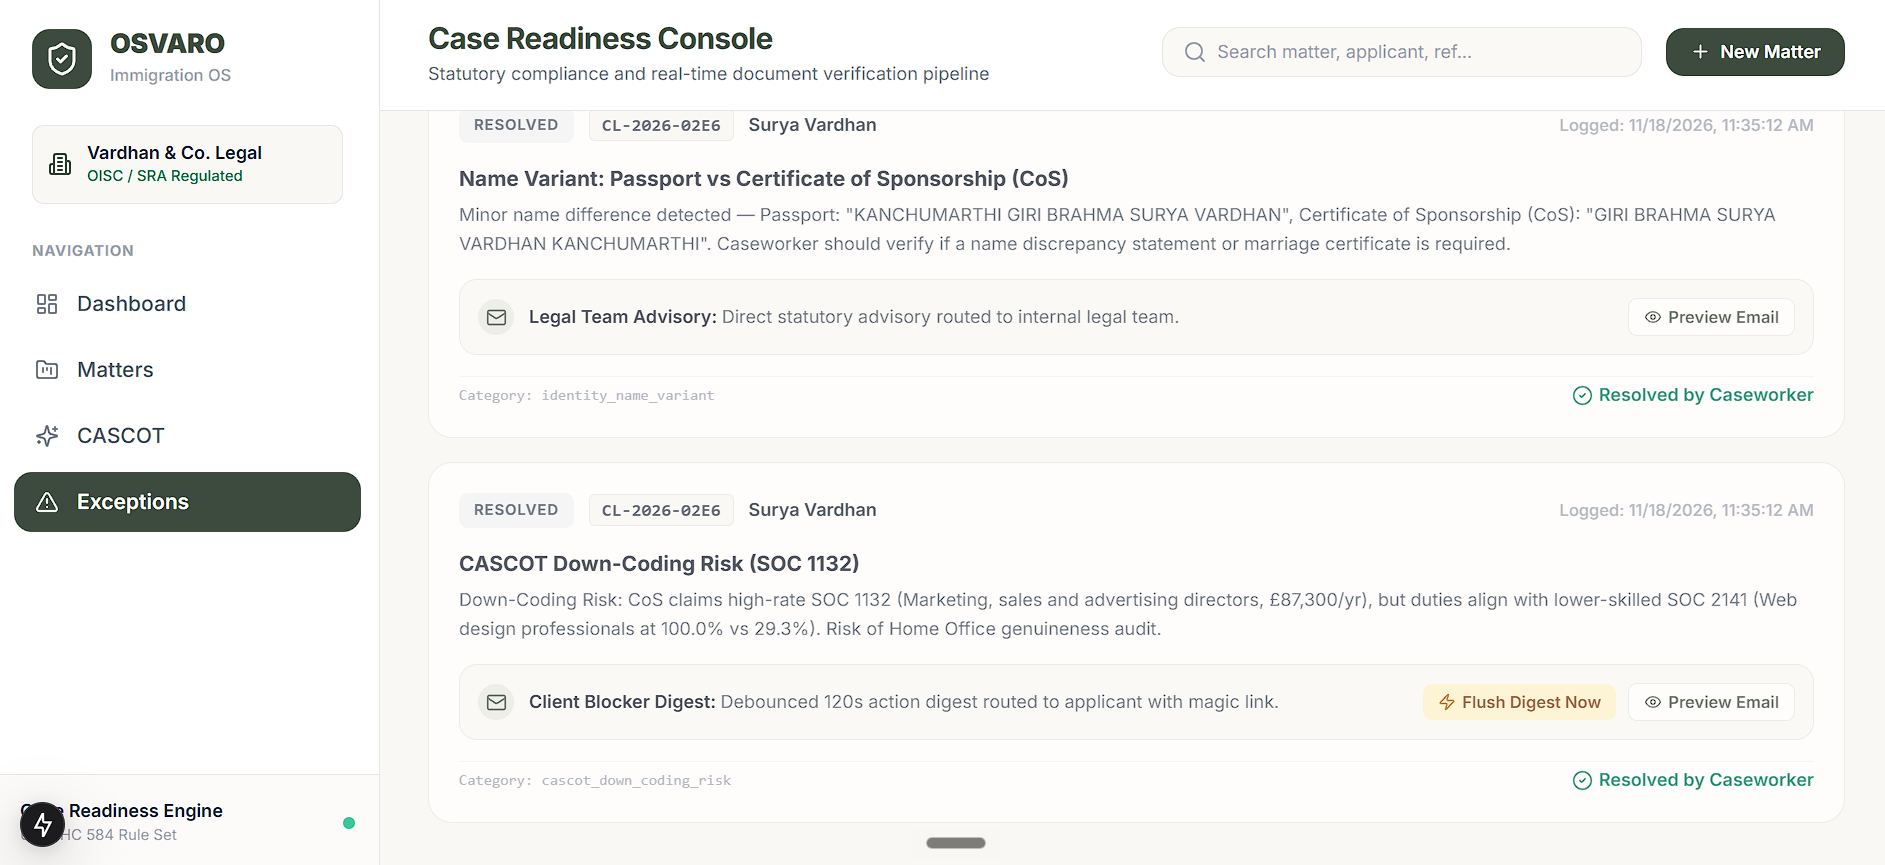 OSVARO
Immigration OS
Vardhan & Co. Legal
OISC / SRA Regulated
NAVIGATION
Dashboard
Matters
CASCOT
Exceptions
Readiness Engine
HC 584 Rule Set
Case Readiness Console
Statutory compliance and real-time document verification pipeline
Search matter, applicant, ref...
New Matter
RESOLVED CL-2026-02E6 Surya Vardhan Logged: 11/18/2026, 11:35:12 AM
Name Variant: Passport vs Certificate of Sponsorship (CoS)
Minor name difference detected — Passport: "KANCHUMARTHI GIRI BRAHMA SURYA VARDHAN", Certificate of Sponsorship (CoS): "GIRI BRAHMA SURYA
VARDHAN KANCHUMARTHI". Caseworker should verify if a name discrepancy statement or marriage certificate is required.
Legal Team Advisory: Direct statutory advisory routed to internal legal team. Preview Email
Category: identity_name_variant Resolved by Caseworker
RESOLVED CL-2026-02E6 Surya Vardhan Logged: 11/18/2026, 11:35:12 AM
CASCOT Down-Coding Risk (SOC 1132)
Down-Coding Risk: CoS claims high-rate SOC 1132 (Marketing, sales and advertising directors, £87,300/yr), but duties align with lower-skilled SOC 2141 (Web
design professionals at 100.0% vs 29.3%). Risk of Home Office genuineness audit.
Client Blocker Digest: Debounced 120s action digest routed to applicant with magic link. Flush Digest Now Preview Email
Category: cascot_down_coding_risk Resolved by Caseworker